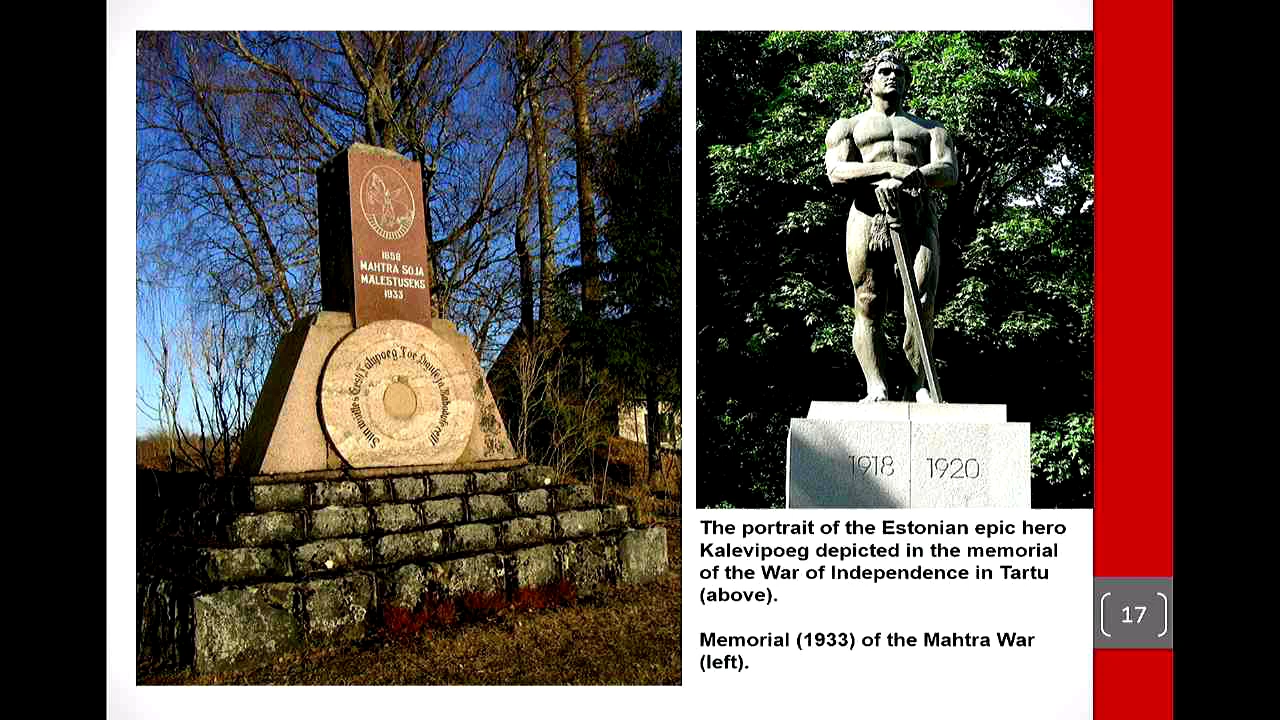 1858
MAHTRA SÕJA
MÄLESTUSEKS
1933
1918 1920
The portrait of the Estonian epic hero
Kalevipoeg depicted in the memorial
of the War of Independence in Tartu
(above).
Memorial (1933) of the Mahtra War
(left).
17